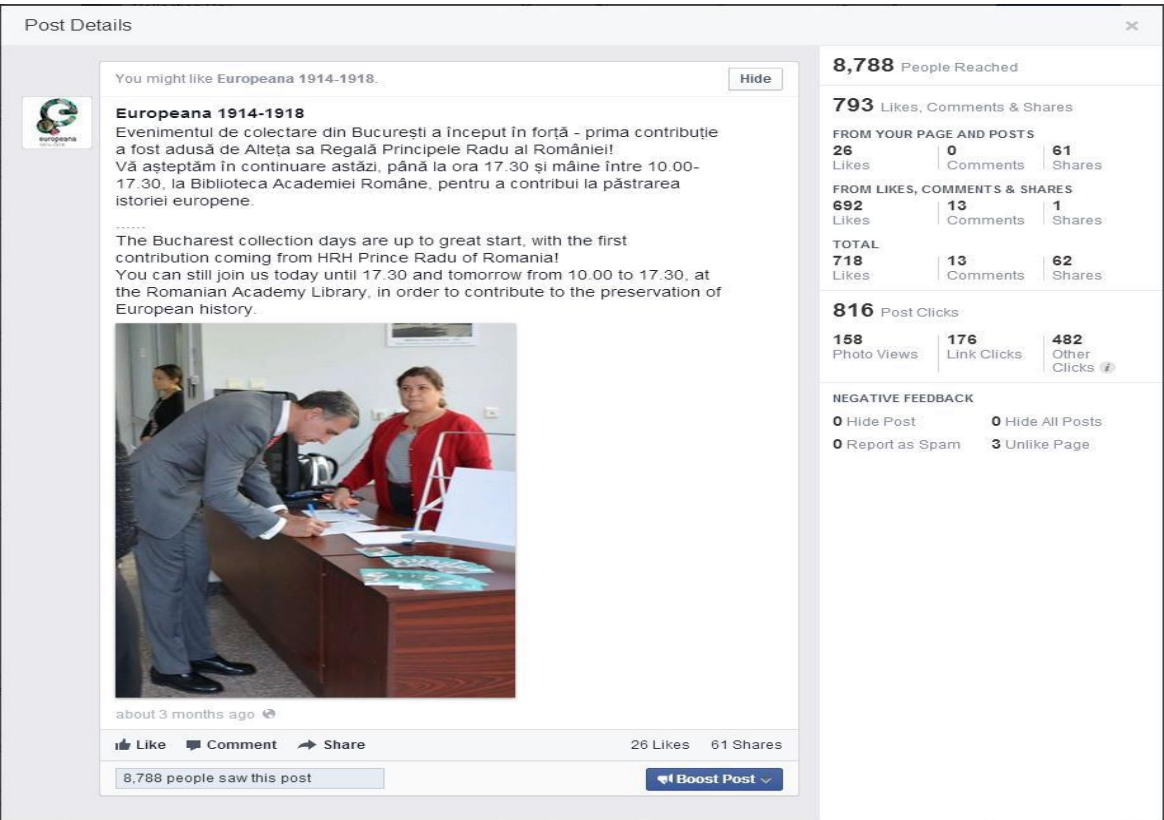 Post Details
×
You might like Europeana 1914-1918.
Hide
europeana
Europeana 1914-1918
Evenimentul de colectare din București a început în forță - prima contribuție
a fost adusă de Alteța sa Regală Principele Radu al României!
Vă așteptăm în continuare astăzi, până la ora 17.30 și mâine între 10.00-
17.30, la Biblioteca Academiei Române, pentru a contribui la păstrarea
istoriei europene.
......
The Bucharest collection days are up to great start, with the first
contribution coming from HRH Prince Radu of Romania!
You can still join us today until 17.30 and tomorrow from 10.00 to 17.30, at
the Romanian Academy Library, in order to contribute to the preservation of
European history.
about 3 months ago
Like Comment Share
26 Likes 61 Shares
8,788 people saw this post
Boost Post
8,788 People Reached
793 Likes, Comments & Shares
FROM YOUR PAGE AND POSTS
26 0 61
Likes Comments Shares
FROM LIKES, COMMENTS & SHARES
692 13 1
Likes Comments Shares
TOTAL
718 13 62
Likes Comments Shares
816 Post Clicks
158 176 482
Photo Views Link Clicks Other
Clicks i
NEGATIVE FEEDBACK
0 Hide Post 0 Hide All Posts
0 Report as Spam 3 Unlike Page